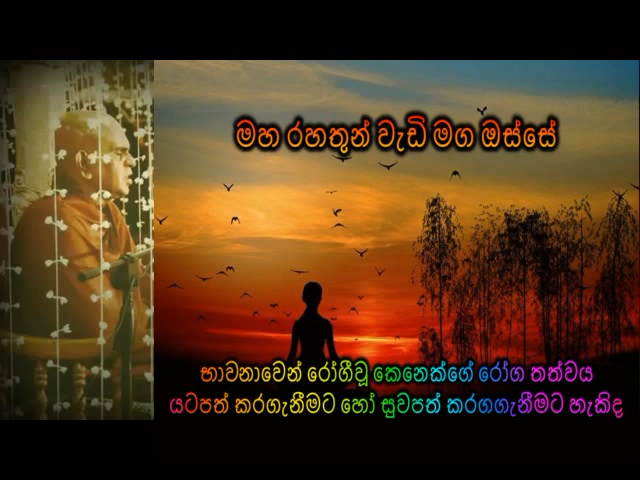 මහ රහතුන් වැඩි මග ඔස්සේ
භාවනාවෙන් රෝගීවූ කෙනෙක්ගේ රෝග තත්වය
යටපත් කරගැනීමට හෝ සුවපත් කරගගැනීමට හැකිද